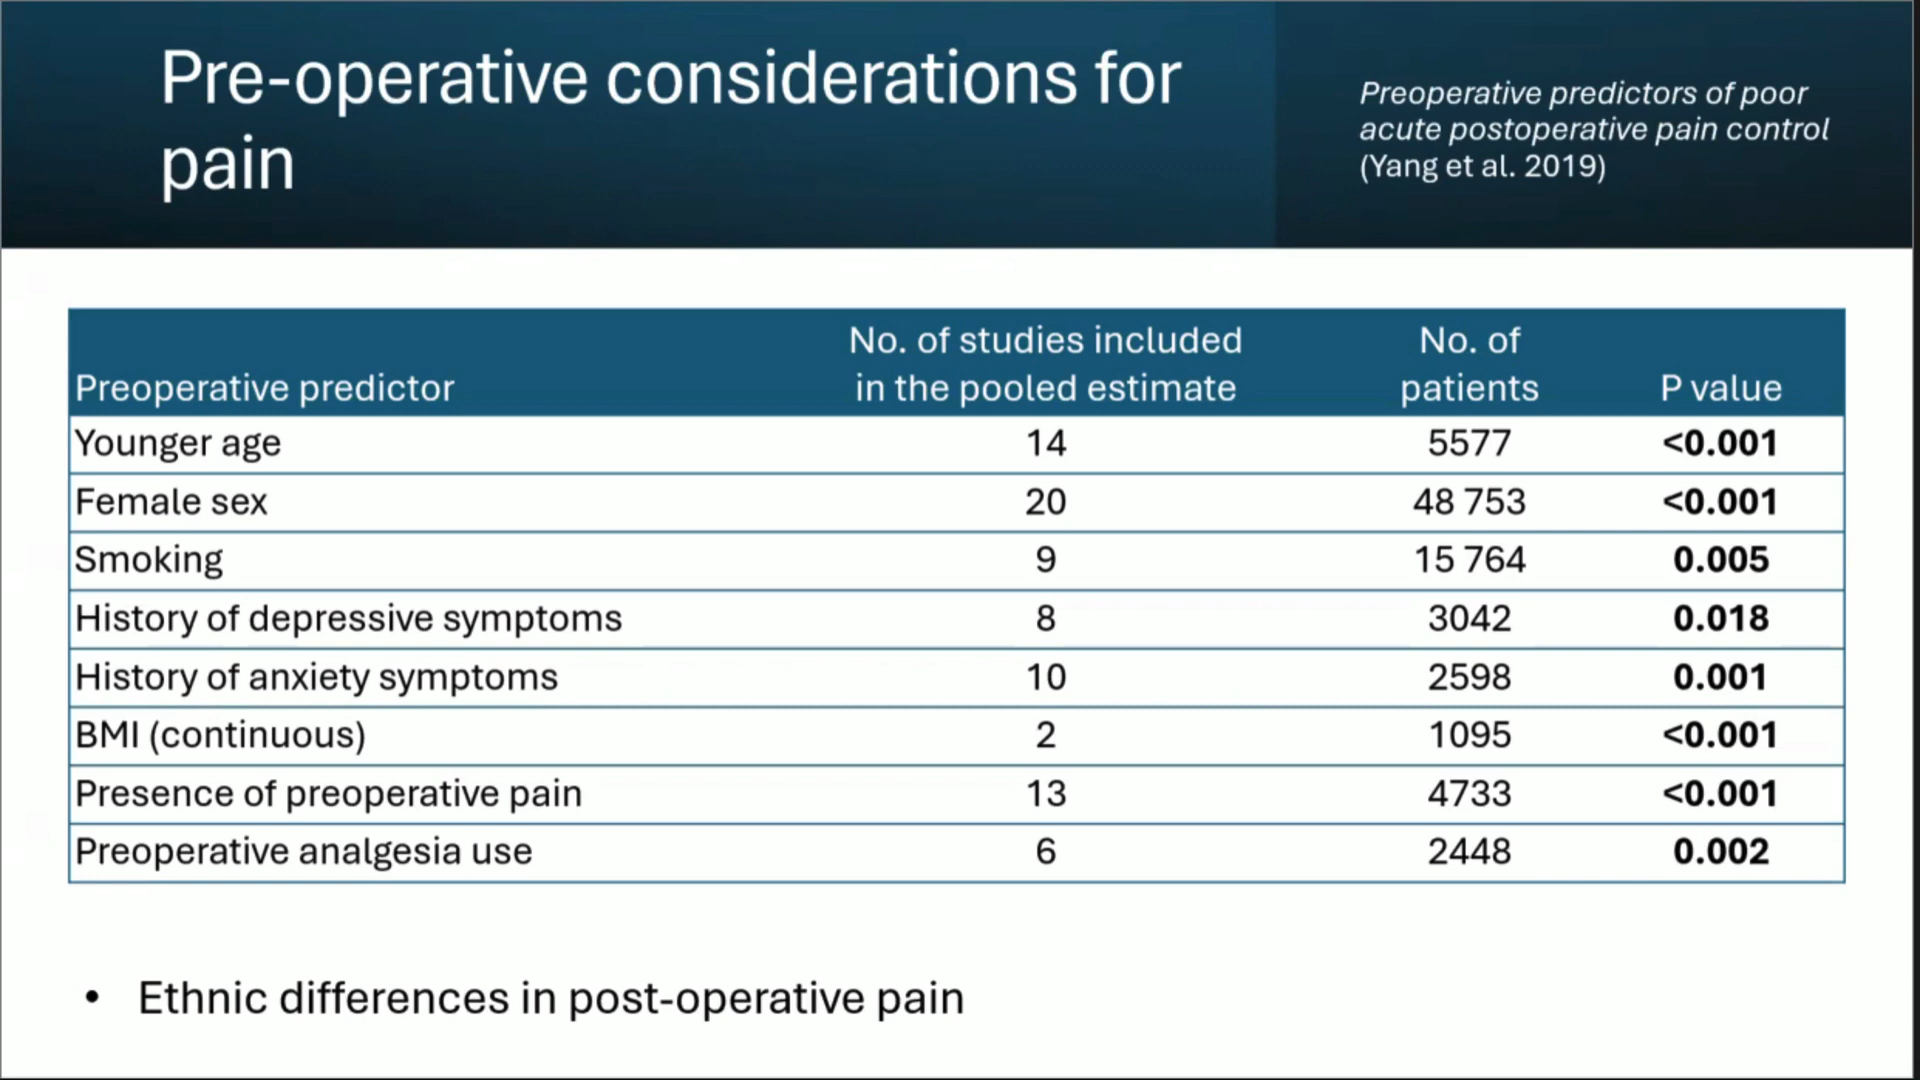 Pre-operative considerations for
pain
Preoperative predictors of poor
acute postoperative pain control
(Yang et al. 2019)
Preoperative predictor No. of studies included in the pooled estimate No. of patients P value
Younger age 14 5577 <0.001
Female sex 20 48 753 <0.001
Smoking 9 15 764 0.005
History of depressive symptoms 8 3042 0.018
History of anxiety symptoms 10 2598 0.001
BMI (continuous) 2 1095 <0.001
Presence of preoperative pain 13 4733 <0.001
Preoperative analgesia use 6 2448 0.002
• Ethnic differences in post-operative pain